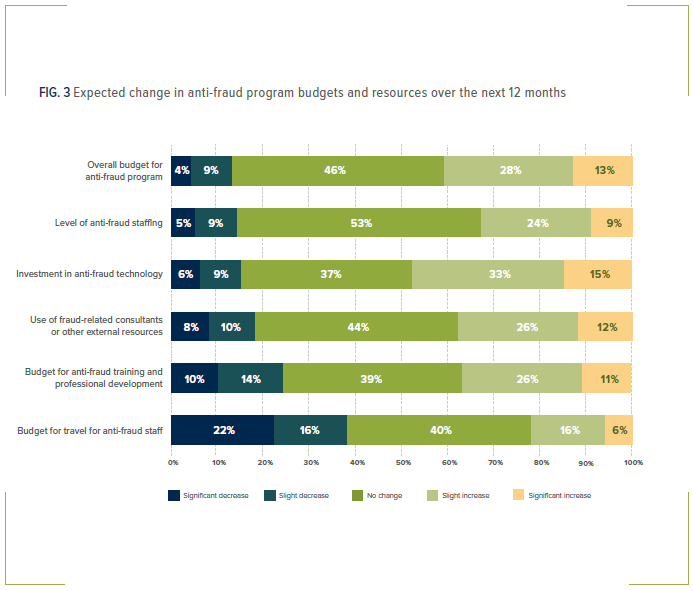 FIG. 3 Expected change in anti-fraud program budgets and resources over the next 12 months
Overall budget for
anti-fraud program
4% 9% 46% 28% 13%
Level of anti-fraud staffing
5% 9% 53% 24% 9%
Investment in anti-fraud technology
6% 9% 37% 33% 15%
Use of fraud-related consultants
or other external resources
8% 10% 44% 26% 12%
Budget for anti-fraud training and
professional development
10% 14% 39% 26% 11%
Budget for travel for anti-fraud staff
22% 16% 40% 16% 6%
0% 10% 20% 30% 40% 50% 60% 70% 80% 90% 100%
Significant decrease Slight decrease No change Slight increase Significant increase